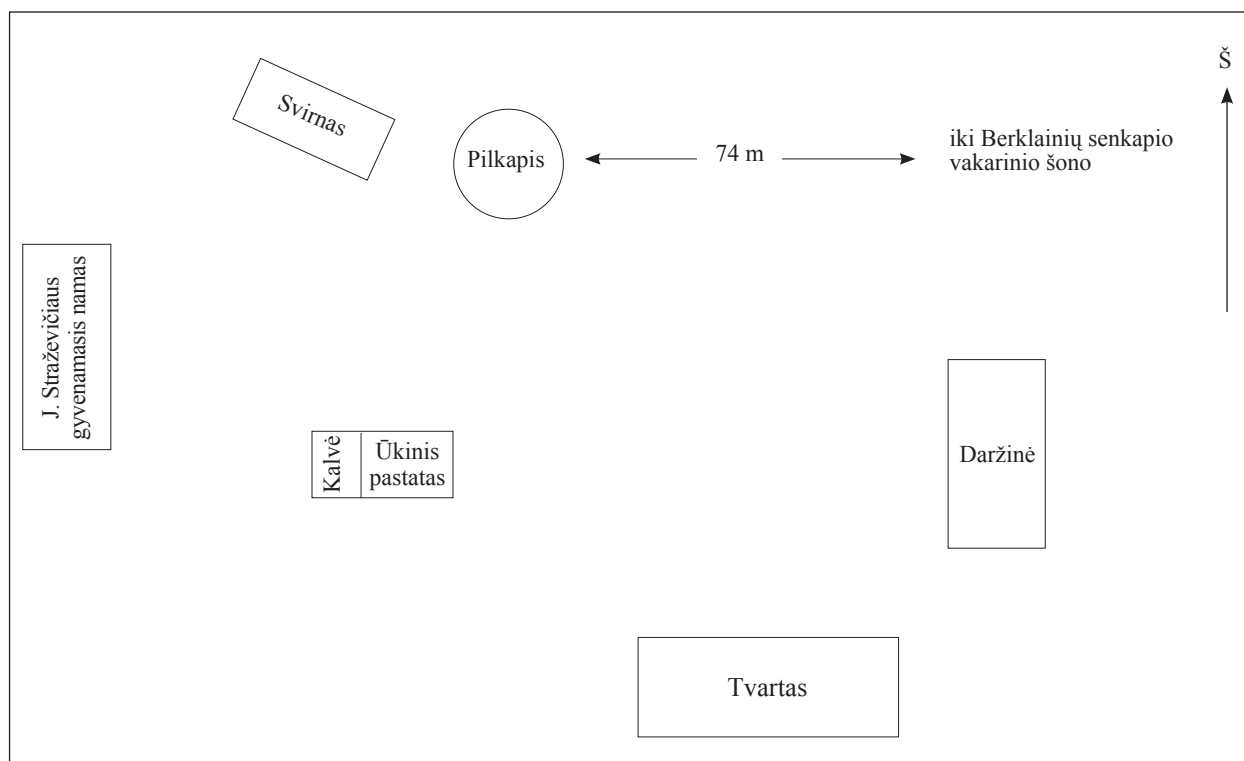 Š
Svirnas
Pilkapis
74 m
iki Berklainių senkapio
vakarinio šono
J. Straževičiaus
gyvenamasis namas
Kalvė
Ūkinis
pastatas
Daržinė
Tvartas